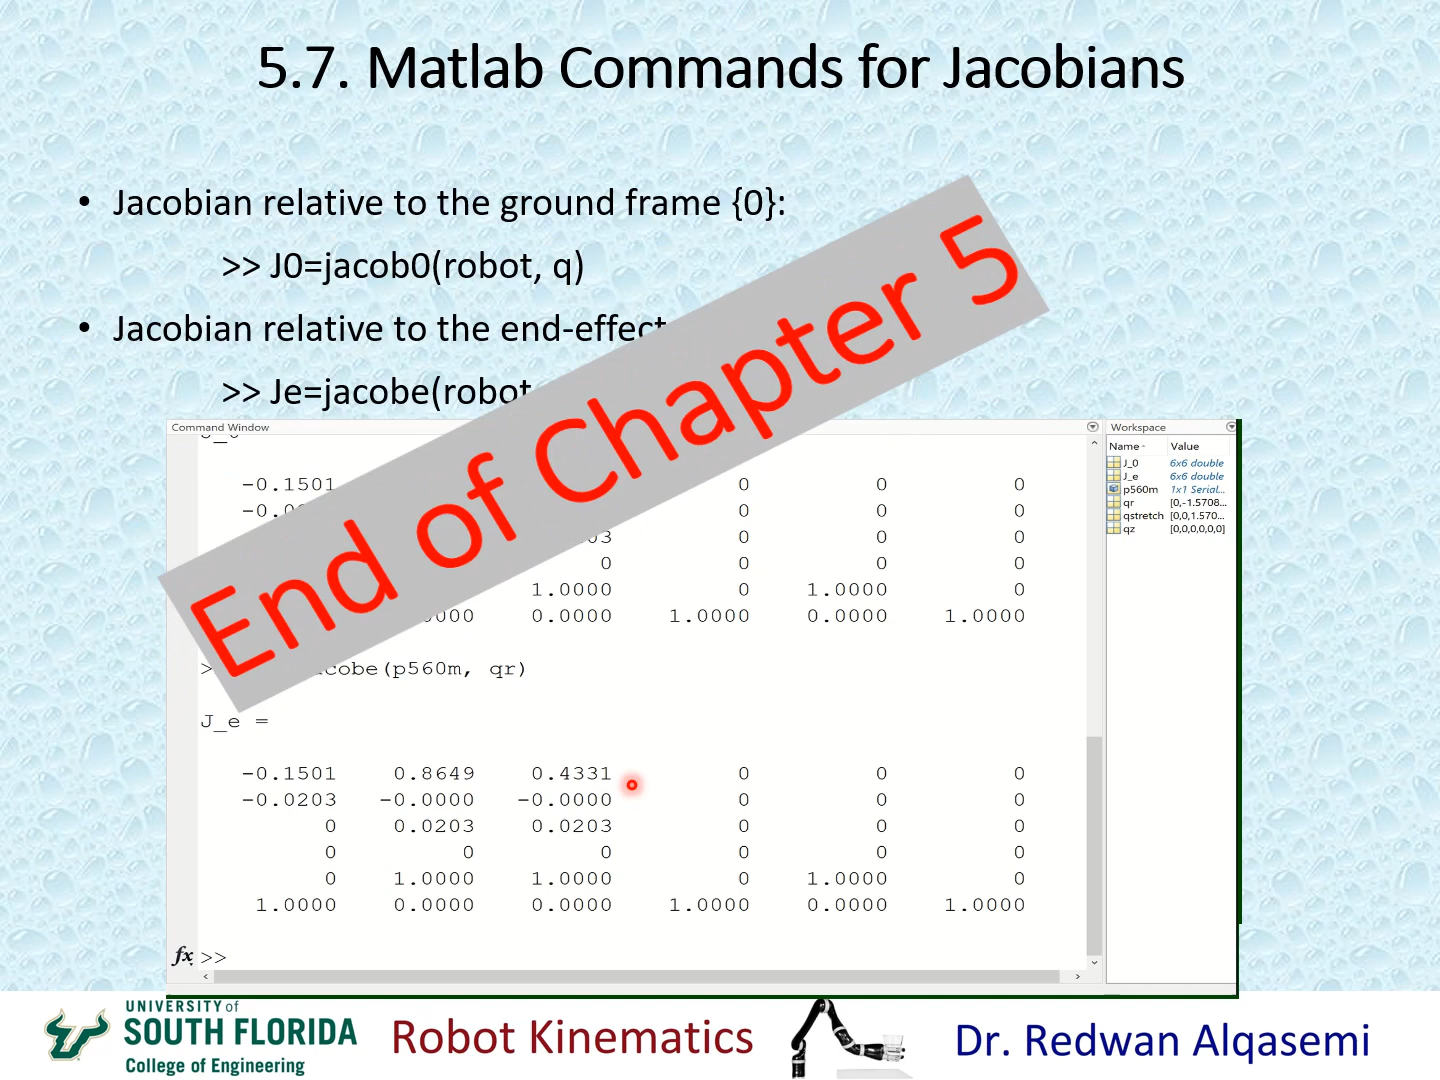 5.7. Matlab Commands for Jacobians
• Jacobian relative to the ground frame {0}:
>> J0=jacob0(robot, q)
• Jacobian relative to the end-effect
>> Je=jacobe(robot
End of Chapter 5
Command Window
-0.1501 0 0 0
0 0 0
0 0 0
0 0 0 0
1.0000 0 1.0000 0
0.0000 1.0000 0.0000 1.0000
(p560m, qr)
J_e =
-0.1501 0.8649 0.4331 0 0 0
-0.0203 -0.0000 -0.0000 0 0 0
0 0.0203 0.0203 0 0 0
0 0 0 0 0 0
0 1.0000 1.0000 0 1.0000 0
1.0000 0.0000 0.0000 1.0000 0.0000 1.0000
fx >>
Workspace
Name Value
J_0 6x6 double
J_e 6x6 double
p560m 1x1 Serial...
qr [0,-1.5708...
qstretch [0,0,1.570...
qz [0,0,0,0,0,0]
UNIVERSITY of
SOUTH FLORIDA
College of Engineering
Robot Kinematics
Dr. Redwan Alqasemi